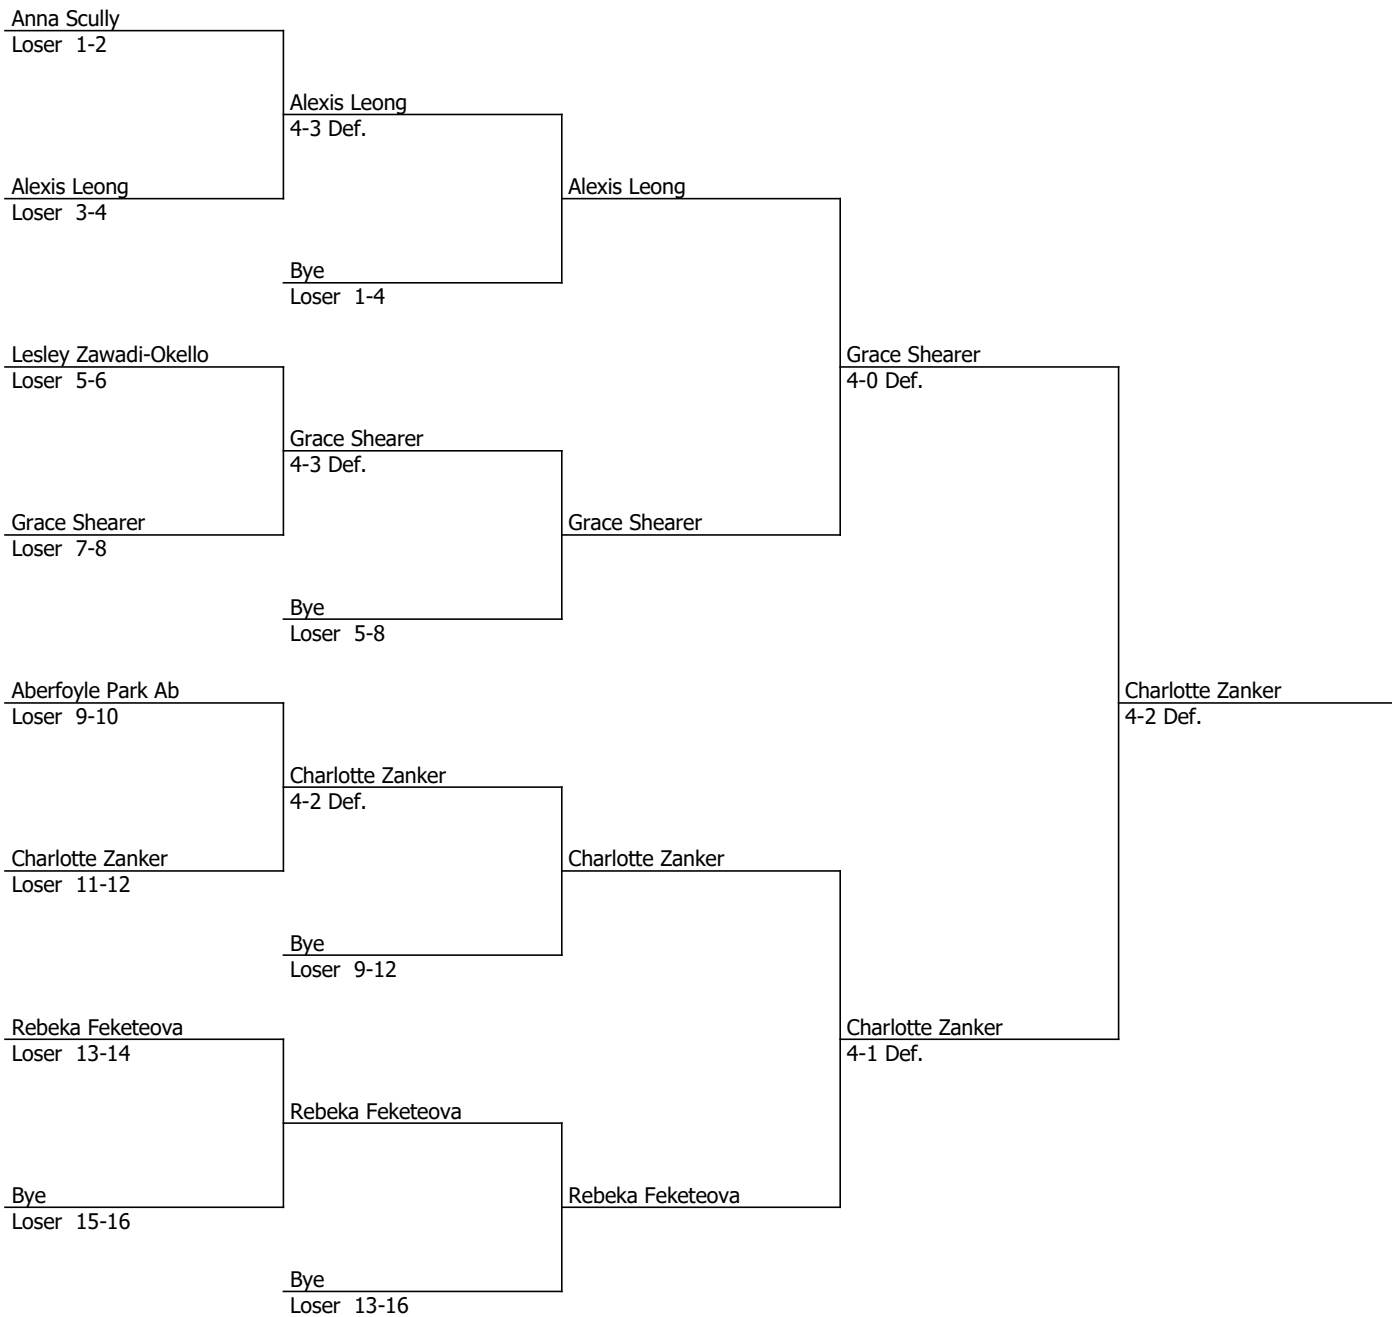 Anna Scully
Loser 1-2
Alexis Leong
4-3 Def.
Alexis Leong
Loser 3-4
Alexis Leong
Bye
Loser 1-4
Lesley Zawadi-Okello
Loser 5-6
Grace Shearer
4-0 Def.
Grace Shearer
4-3 Def.
Grace Shearer
Loser 7-8
Grace Shearer
Bye
Loser 5-8
Aberfoyle Park Ab
Loser 9-10
Charlotte Zanker
4-2 Def.
Charlotte Zanker
4-2 Def.
Charlotte Zanker
Loser 11-12
Charlotte Zanker
Bye
Loser 9-12
Rebeka Feketeova
Loser 13-14
Charlotte Zanker
4-1 Def.
Rebeka Feketeova
Bye
Loser 15-16
Rebeka Feketeova
Bye
Loser 13-16